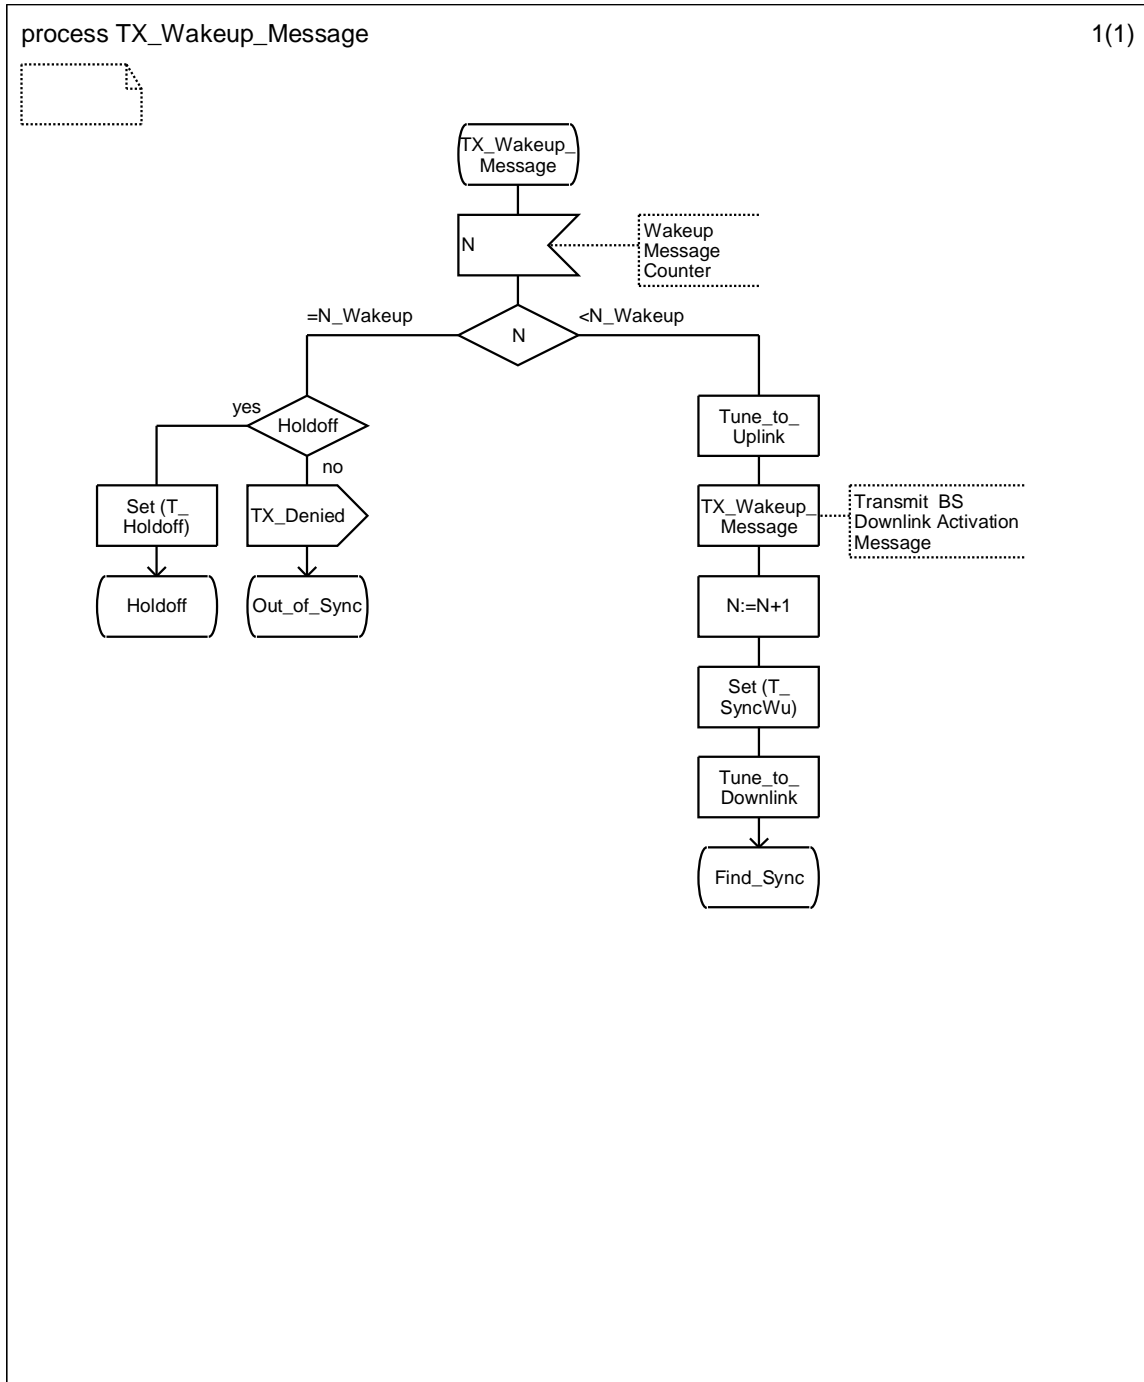 process TX_Wakeup_Message
1(1)
TX_Wakeup_
Message
N
Wakeup
Message
Counter
=N_Wakeup
N
<N_Wakeup
yes
Holdoff
no
Tune_to_
Uplink
Set (T_
Holdoff)
TX_Denied
TX_Wakeup_
Message
Transmit BS
Downlink Activation
Message
Holdoff
Out_of_Sync
N:=N+1
Set (T_
SyncWu)
Tune_to_
Downlink
Find_Sync